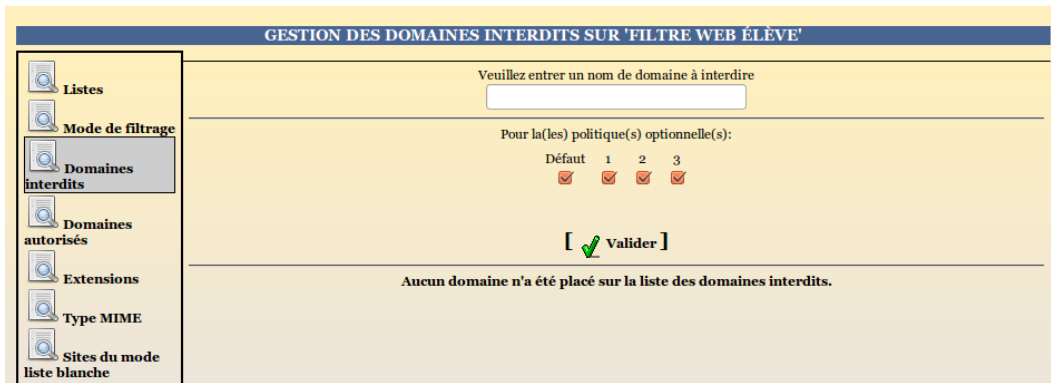 GESTION DES DOMAINES INTERDITS SUR 'FILTRE WEB ÉLÈVE'
Listes
Mode de filtrage
Domaines
interdits
Domaines
autorisés
Extensions
Type MIME
Sites du mode
liste blanche
Veuillez entrer un nom de domaine à interdire
Pour la(les) politique(s) optionnelle(s):
Défaut 1 2 3
[ Valider ]
Aucun domaine n'a été placé sur la liste des domaines interdits.